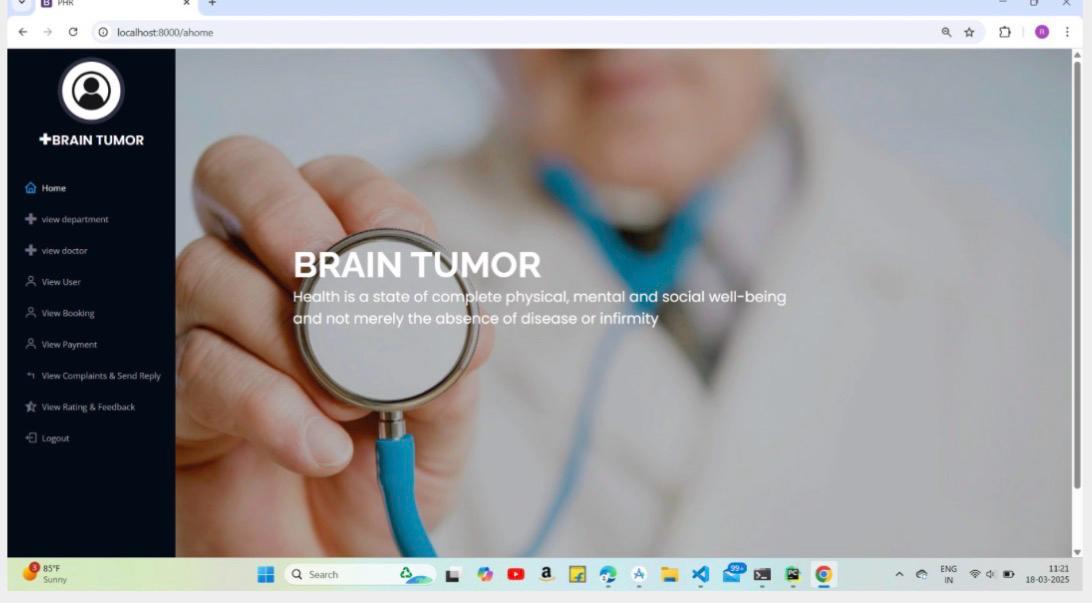 PHR
localhost:8000/ahome
R
BRAIN TUMOR
Home
view department
view doctor
View User
View Booking
View Payment
View Complaints & Send Reply
View Rating & Feedback
Logout
BRAIN TUMOR
Health is a state of complete physical, mental and social well-being
and not merely the absence of disease or infirmity
3
85°F
Sunny
Search
99+
PC
ENG
IN
11:21
18-03-2025